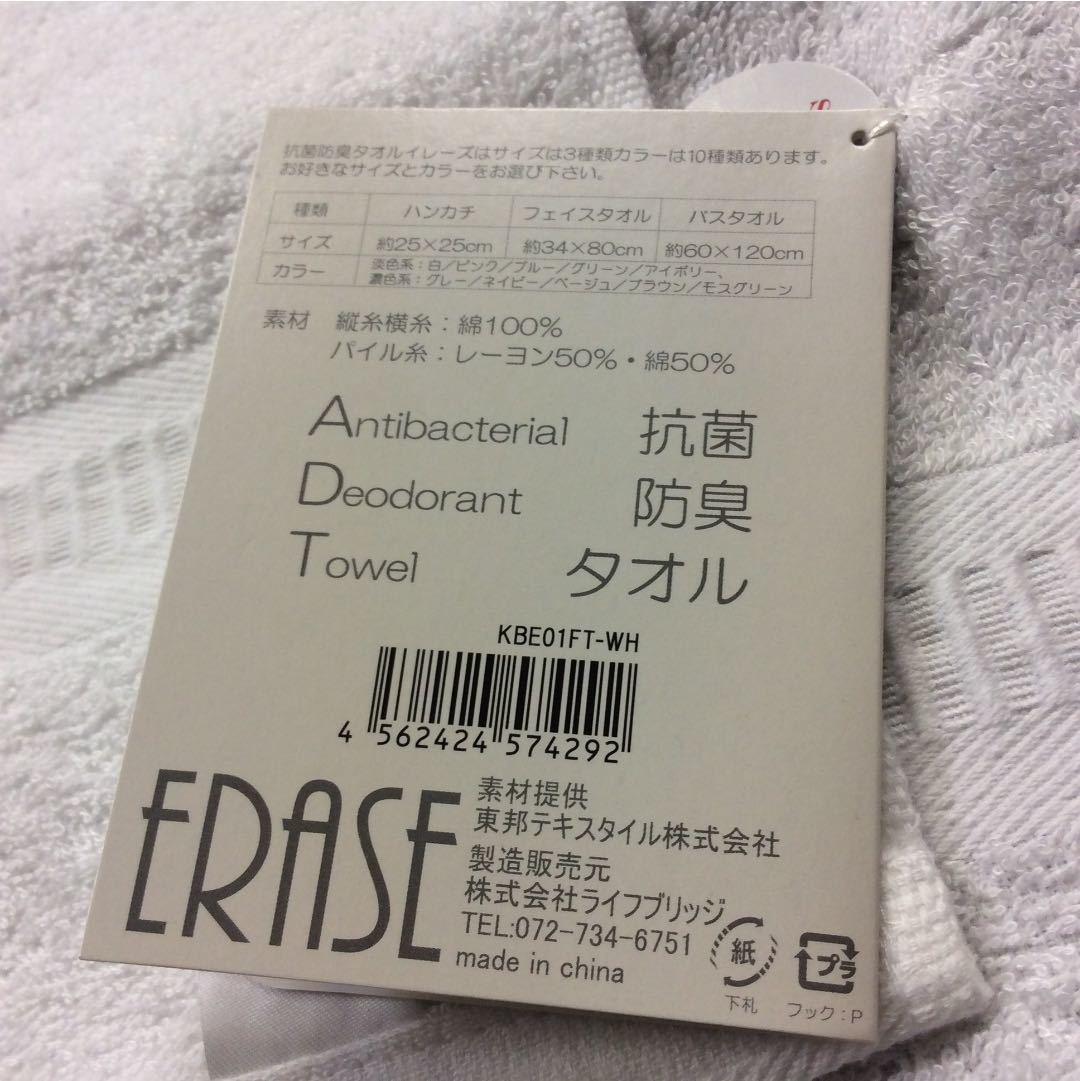 抗菌防臭タオルイレーズはサイズは3種類カラーは10種類あります。
お好きなサイズとカラーをお選び下さい。
種類 ハンカチ フェイスタオル バスタオル
サイズ 約25×25cm 約34×80cm 約60×120cm
カラー 淡色系：白／ピンク／ブルー／グリーン／アイボリー、
濃色系：グレー／ネイビー／ベージュ／ブラウン／モスグリーン
素材 縦糸横糸：綿100%
パイル糸：レーヨン50%・綿50%
Antibacterial 抗菌
Deodorant 防臭
Towel タオル
KBE01FT-WH
4 562424 574292
ERASE
素材提供
東邦テキスタイル株式会社
製造販売元
株式会社ライフブリッジ
TEL:072-734-6751
made in china
紙
下札
プラ
フック：P